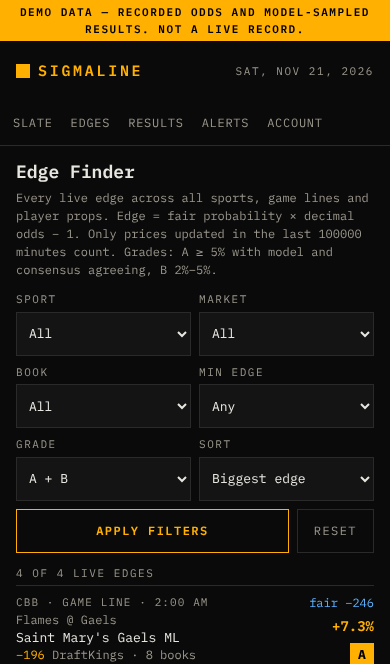 DEMO DATA — RECORDED ODDS AND MODEL-SAMPLED
RESULTS. NOT A LIVE RECORD.
SIGMALINE
SAT, NOV 21, 2026
SLATE EDGES RESULTS ALERTS ACCOUNT
Edge Finder
Every live edge across all sports, game lines and
player props. Edge = fair probability × decimal
odds − 1. Only prices updated in the last 100000
minutes count. Grades: A ≥ 5% with model and
consensus agreeing, B 2%–5%.
SPORT MARKET
All All
BOOK MIN EDGE
All Any
GRADE SORT
A + B Biggest edge
APPLY FILTERS RESET
4 OF 4 LIVE EDGES
CBB · GAME LINE · 2:00 AM fair −246
Flames @ Gaels +7.3%
Saint Mary's Gaels ML
−196 DraftKings · 8 books A